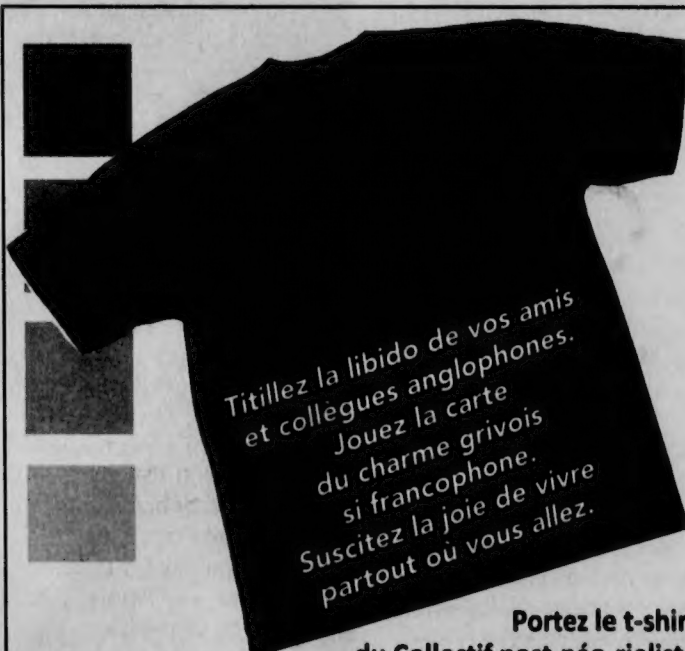 Titillez la libido de vos amis
et collègues anglophones.
Jouez la carte
du charme grivois
si francophone.
Suscitez la joie de vivre
partout où vous allez.
Portez le t-shir
du Collectif post-néo-rielist